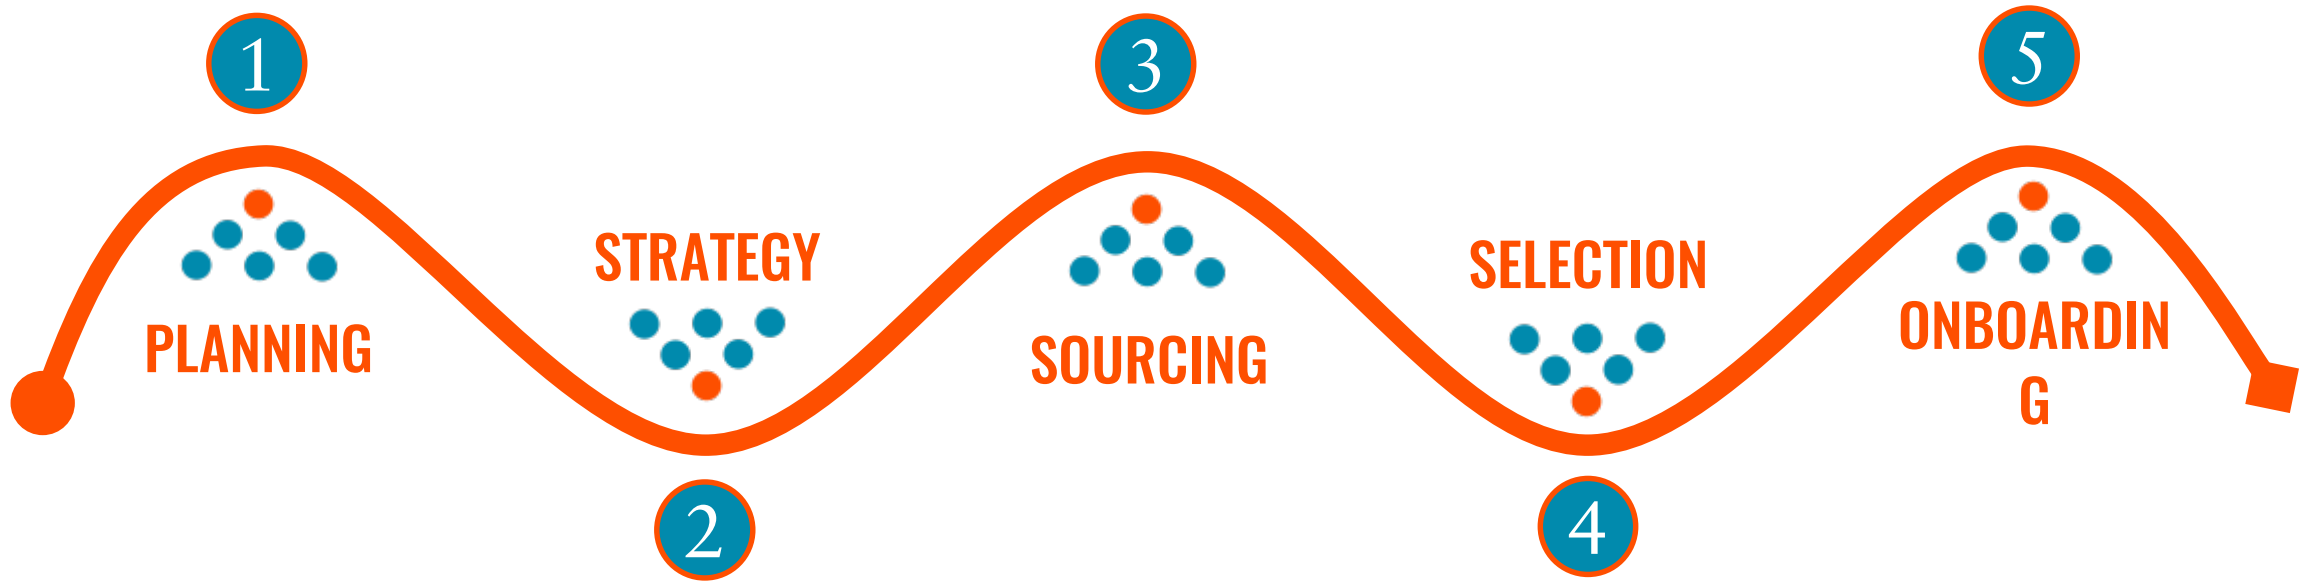 1
PLANNING
2
STRATEGY
3
SOURCING
4
SELECTION
5
ONBOARDIN
G